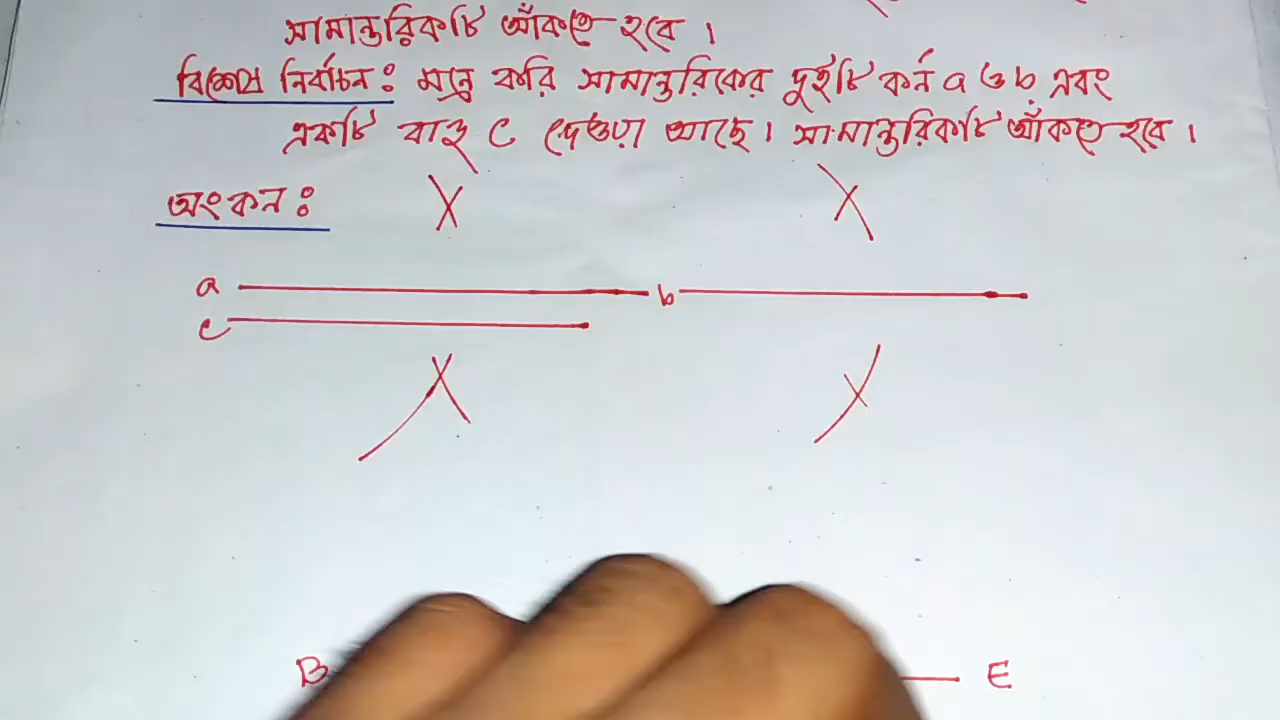 সামান্তরিকটি আঁকতে হবে।
বিশেষ নির্বাচন: মনে করি সামান্তরিকের দুইটি কর্ন a ও b এবং
একটি বাহু c দেওয়া আছে। সামান্তরিকটি আঁকতে হবে।
অংকন:
a b
c
B E